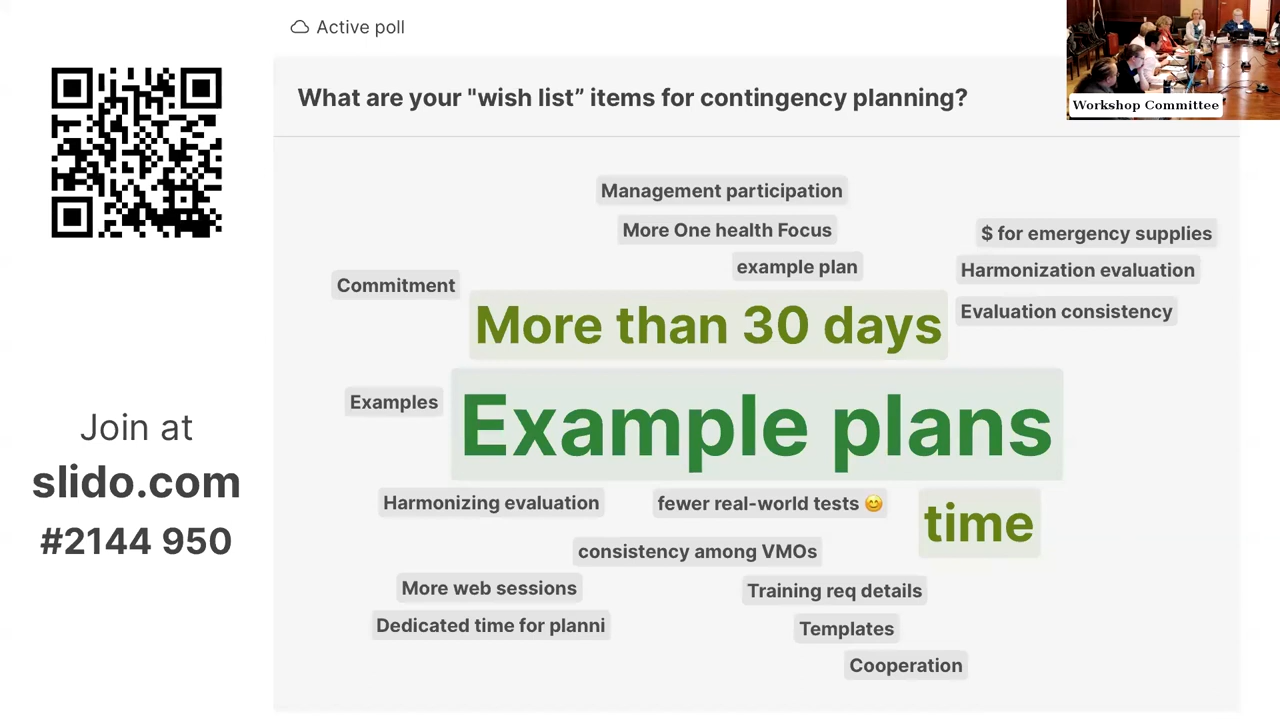 Active poll
What are your "wish list” items for contingency planning?
Workshop Committee
Management participation
More One health Focus
$ for emergency supplies
example plan
Harmonization evaluation
Commitment
Evaluation consistency
More than 30 days
Examples
Example plans
Harmonizing evaluation
fewer real-world tests 😊
time
consistency among VMOs
More web sessions
Training req details
Dedicated time for planni
Templates
Cooperation
Join at
slido.com
#2144 950